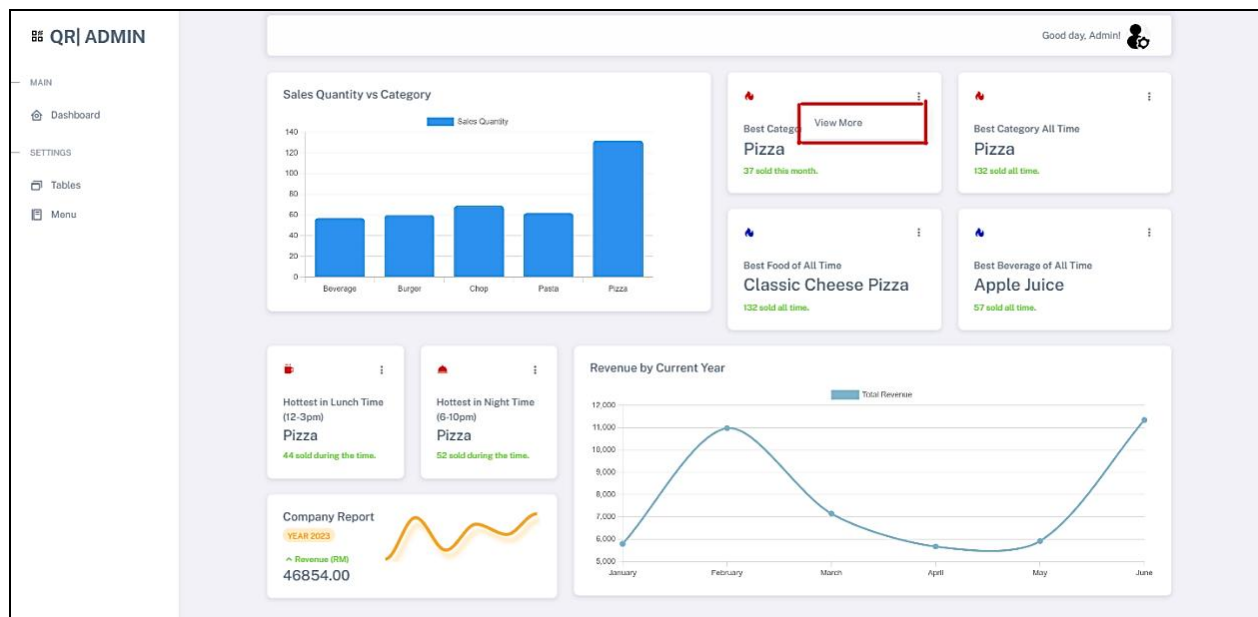 QR| ADMIN
MAIN
Dashboard
SETTINGS
Tables
Menu
Good day, Admin!
Sales Quantity vs Category
Sales Quantity
140
120
100
80
60
40
20
0
Beverage
Burger
Chop
Pasta
Pizza
View More
Best Catego
Pizza
37 sold this month.
Best Category All Time
Pizza
132 sold all time.
Best Food of All Time
Classic Cheese Pizza
132 sold all time.
Best Beverage of All Time
Apple Juice
57 sold all time.
Hottest in Lunch Time
(12-3pm)
Pizza
44 sold during the time.
Hottest in Night Time
(6-10pm)
Pizza
52 sold during the time.
Company Report
YEAR 2023
Revenue (RM)
46854.00
Revenue by Current Year
Total Revenue
12,000
11,000
10,000
9,000
8,000
7,000
6,000
5,000
January
February
March
April
May
June